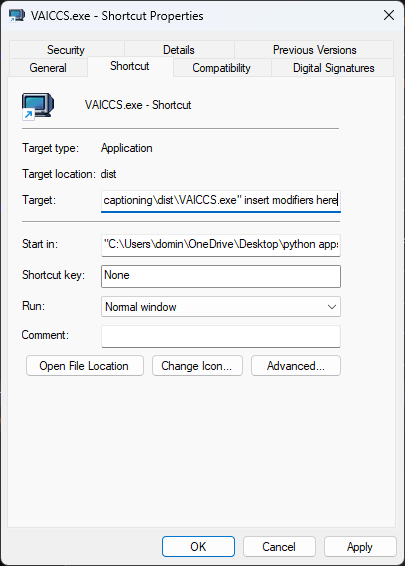 VAICCS.exe - Shortcut Properties
Security Details Previous Versions
General Shortcut Compatibility Digital Signatures
VAICCS.exe - Shortcut
Target type: Application
Target location: dist
Target: captioning\dist\VAICCS.exe" insert modifiers here
Start in: "C:\Users\domin\OneDrive\Desktop\python apps
Shortcut key: None
Run: Normal window
Comment:
Open File Location Change Icon... Advanced...
OK Cancel Apply